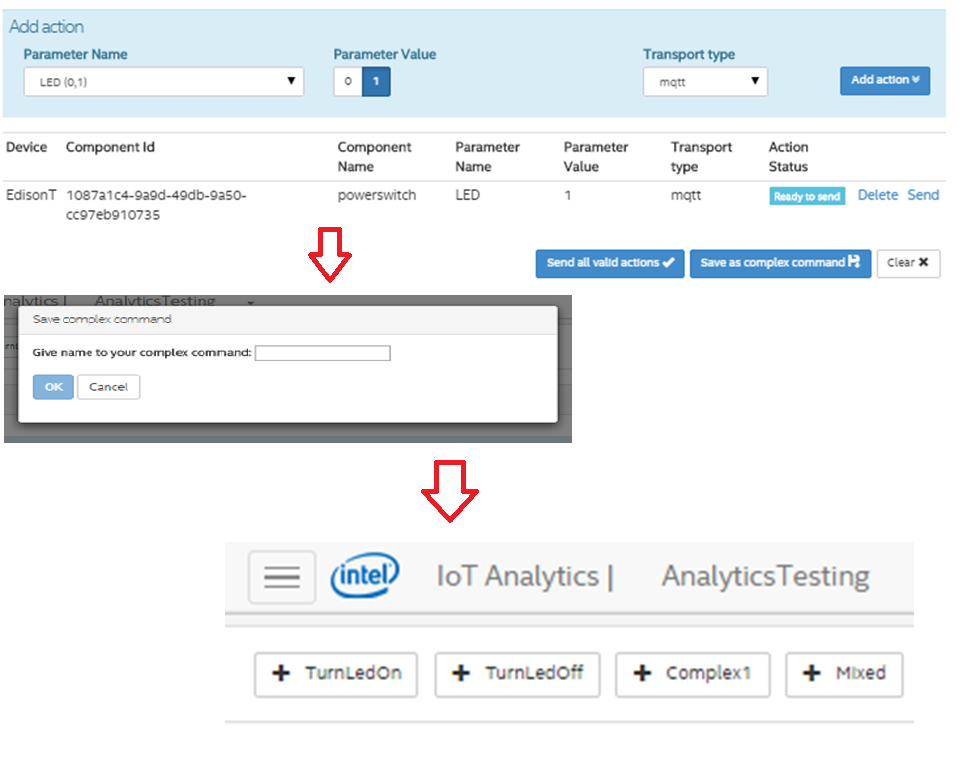 Add action
Parameter Name Parameter Value Transport type
LED (0,1) 0 1 mqtt Add action
Device Component Id Component Name Parameter Name Parameter Value Transport type Action Status
EdisonT 1087a1c4-9a9d-49db-9a50-cc97eb910735 powerswitch LED 1 mqtt Ready to send Delete Send
Send all valid actions Save as complex command Clear
nalytics | AnalyticsTesting
Save complex command
Give name to your complex command:
OK Cancel
intel IoT Analytics | AnalyticsTesting
TurnLedOn TurnLedOff Complex1 Mixed